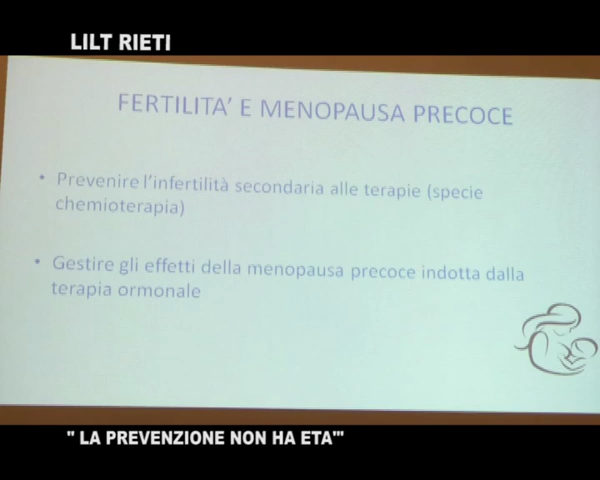 LILT RIETI
FERTILITA' E MENOPAUSA PRECOCE
• Prevenire l'infertilità secondaria alle terapie (specie
chemioterapia)
• Gestire gli effetti della menopausa precoce indotta dalla
terapia ormonale
" LA PREVENZIONE NON HA ETA'"